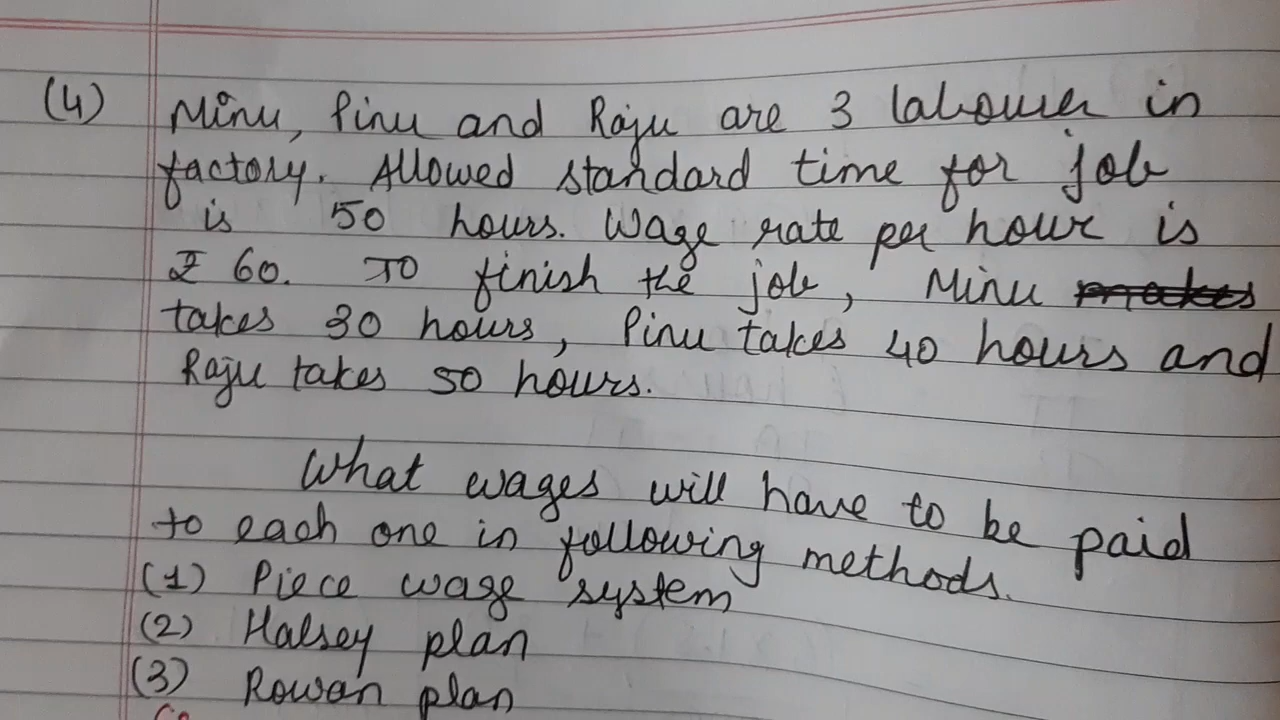 (4) Minu, Pinu and Raju are 3 labouer in
factory. Allowed standard time for job
is 50 hours. Wage rate per hour is
₹ 60. To finish the job, Minu
takes 30 hours, Pinu takes 40 hours and
Raju takes 50 hours.
What wages will have to be paid
to each one in following methods.
(1) Piece wage system
(2) Halsey plan
(3) Rowan plan